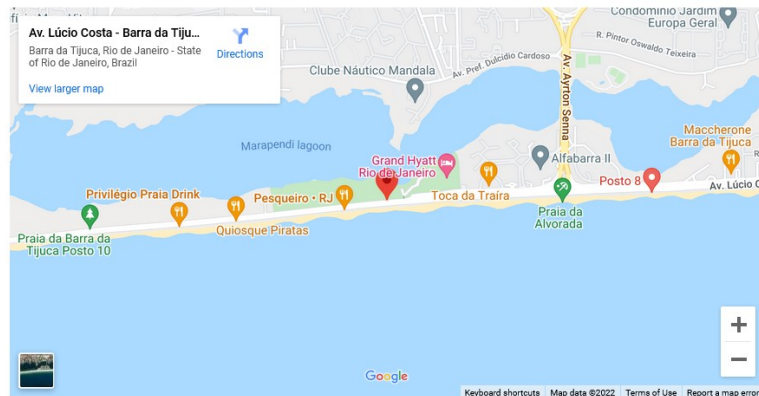 Av. Lúcio Costa - Barra da Tiju...
Barra da Tijuca, Rio de Janeiro - State
of Rio de Janeiro, Brazil
Directions
View larger map
Condomínio Jardim
Europa Geral
R. Pintor Oswaldo Teixeira
Av. Pref. Dulcidio Cardoso
Clube Náutico Mandala
Av. Ayrton Senna
Marapendi lagoon
Maccherone
Barra da Tijuca
Grand Hyatt
Rio de Janeiro
Alfabarra II
Posto 8
Av. Lúcio C
Privilégio Praia Drink
Pesqueiro • RJ
Toca da Traíra
Praia da
Alvorada
Quiosque Piratas
Praia da Barra da
Tijuca Posto 10
+
−
Google
Keyboard shortcuts Map data ©2022 Terms of Use Report a map error